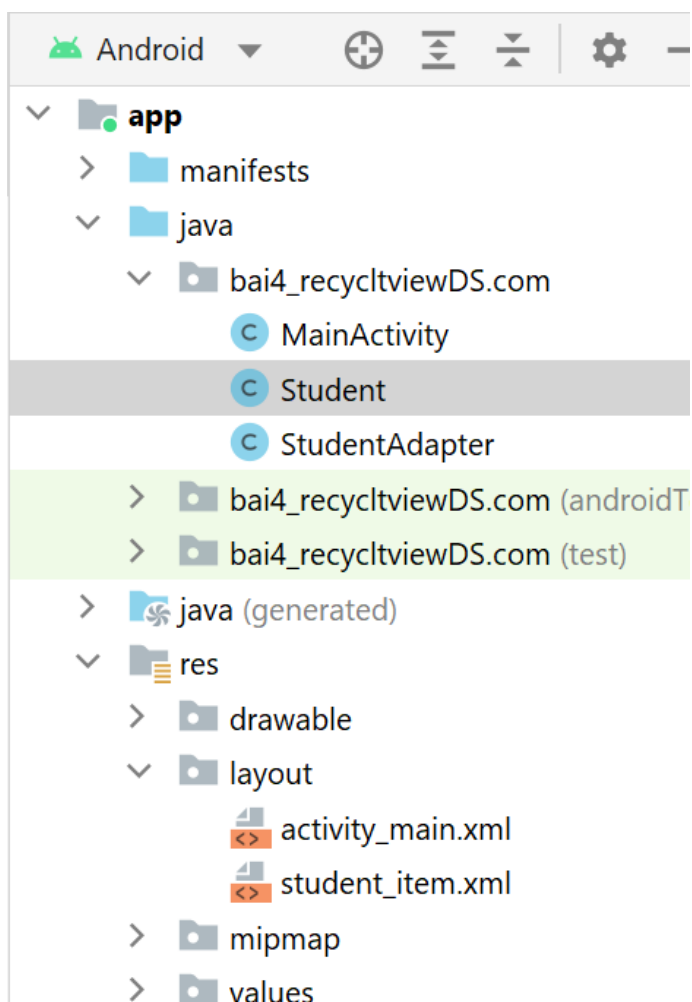 Android
app
manifests
java
bai4_recycltviewDS.com
C MainActivity
C Student
C StudentAdapter
bai4_recycltviewDS.com (androidT
bai4_recycltviewDS.com (test)
java (generated)
res
drawable
layout
<> activity_main.xml
<> student_item.xml
mipmap
values